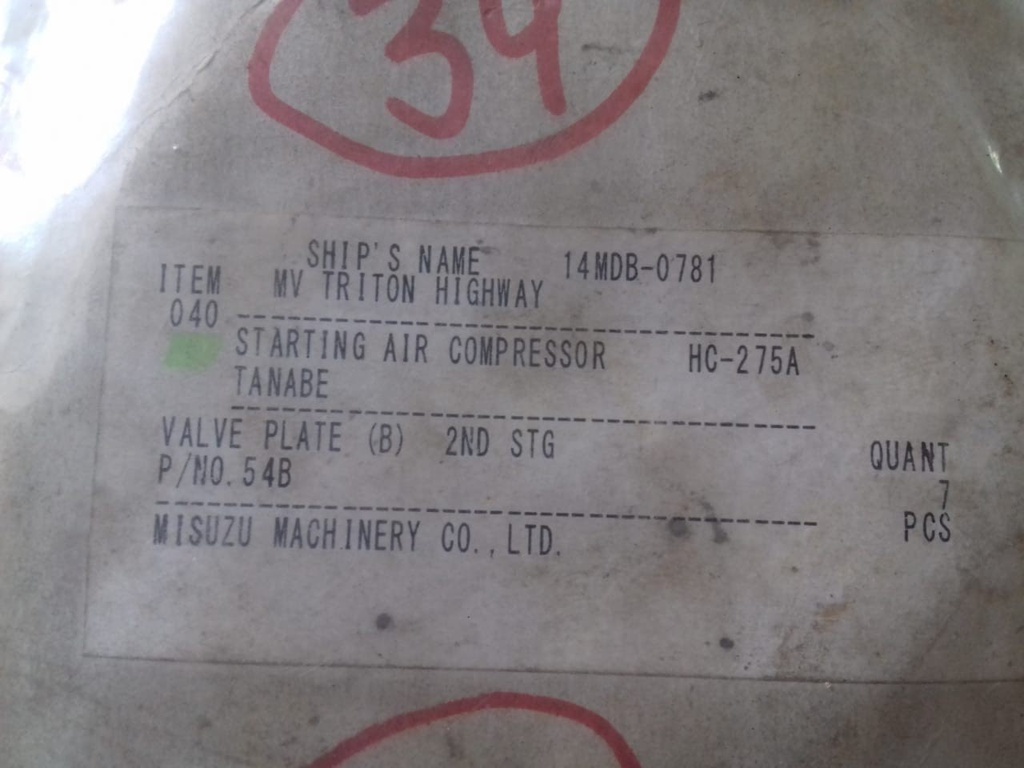 34
SHIP'S NAME 14MDB-0781
ITEM MV TRITON HIGHWAY
040
STARTING AIR COMPRESSOR HC-275A
TANABE
VALVE PLATE (B) 2ND STG QUANT
P/NO.54B 7
MISUZU MACHINERY CO.,LTD. PCS